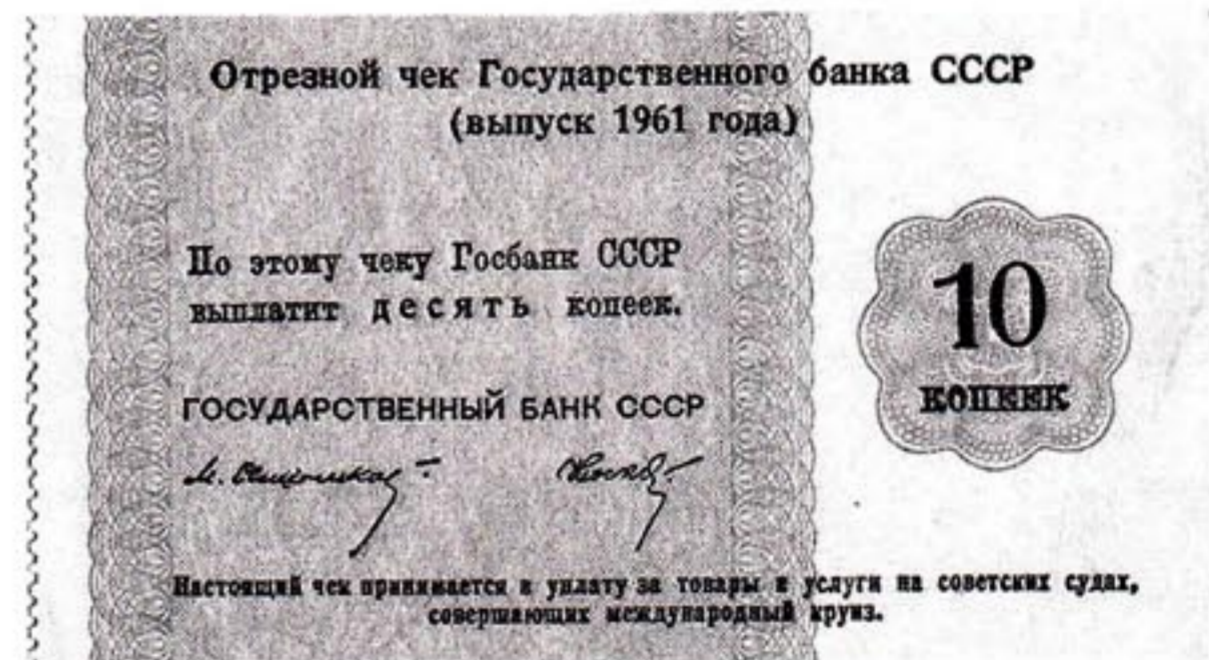 Отрезной чек Государственного банка СССР
(выпуск 1961 года)
По этому чеку Госбанк СССР
выплатит десять копеек.
10
КОПЕЕК
ГОСУДАРСТВЕННЫЙ БАНК СССР
Настоящий чек принимается в уплату за товары и услуги на советских судах,
совершающих международный круиз.